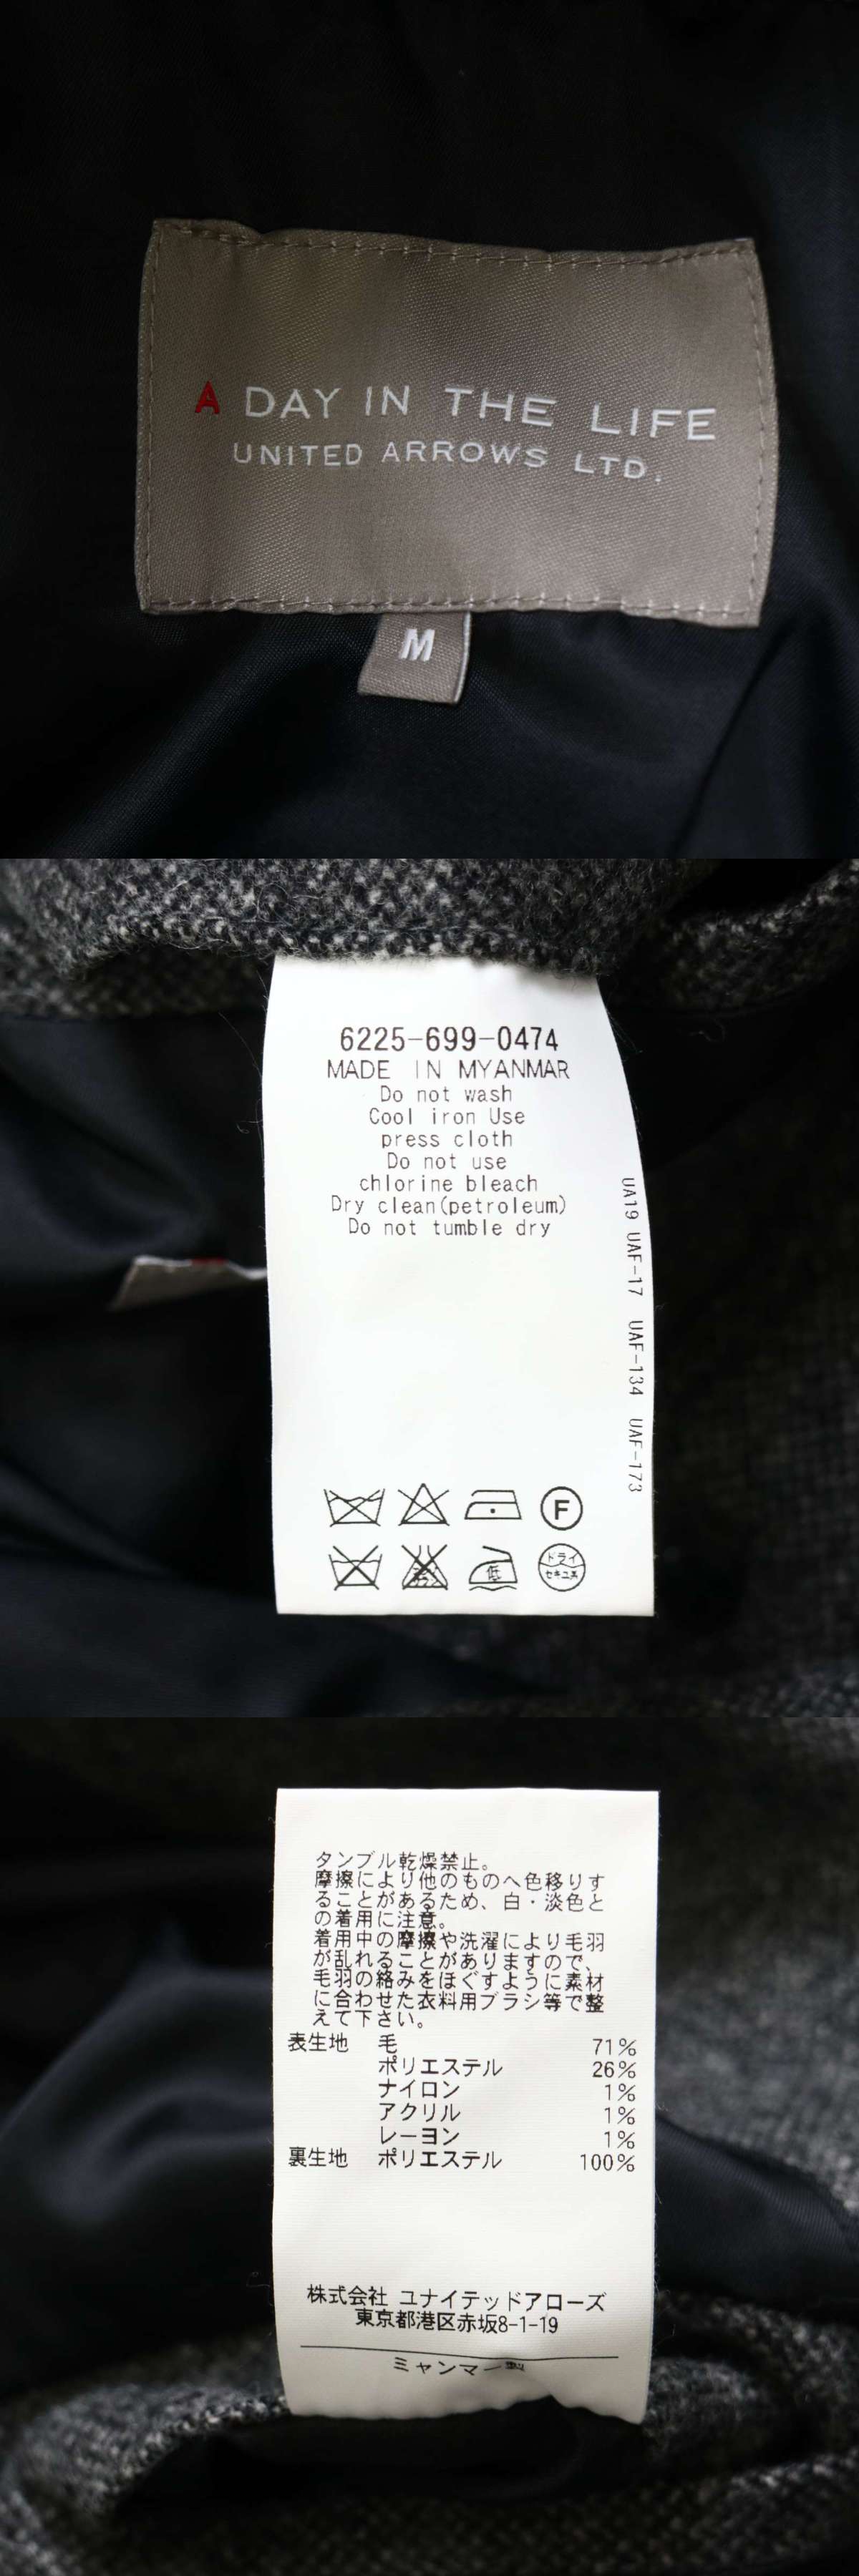 A DAY IN THE LIFE
UNITED ARROWS LTD.
M
6225-699-0474
MADE IN MYANMAR
Do not wash
Cool iron Use
press cloth
Do not use
chlorine bleach
Dry clean(petroleum)
Do not tumble dry
UA19 UAF-17 UAF-134 UAF-173
F
低
ドライ
セキユ系
タンブル乾燥禁止。
摩擦により他のものへ色移りす
ることがあるため、白・淡色と
の着用に注意。
着用中の摩擦や洗濯により毛羽
が乱れることがありますので、
毛羽の絡みをほぐすように素材
に合わせた衣料用ブラシ等で整
えて下さい。
表生地 毛 71%
ポリエステル 26%
ナイロン 1%
アクリル 1%
レーヨン 1%
裏生地 ポリエステル 100%
株式会社 ユナイテッドアローズ
東京都港区赤坂8-1-19
ミャンマー製